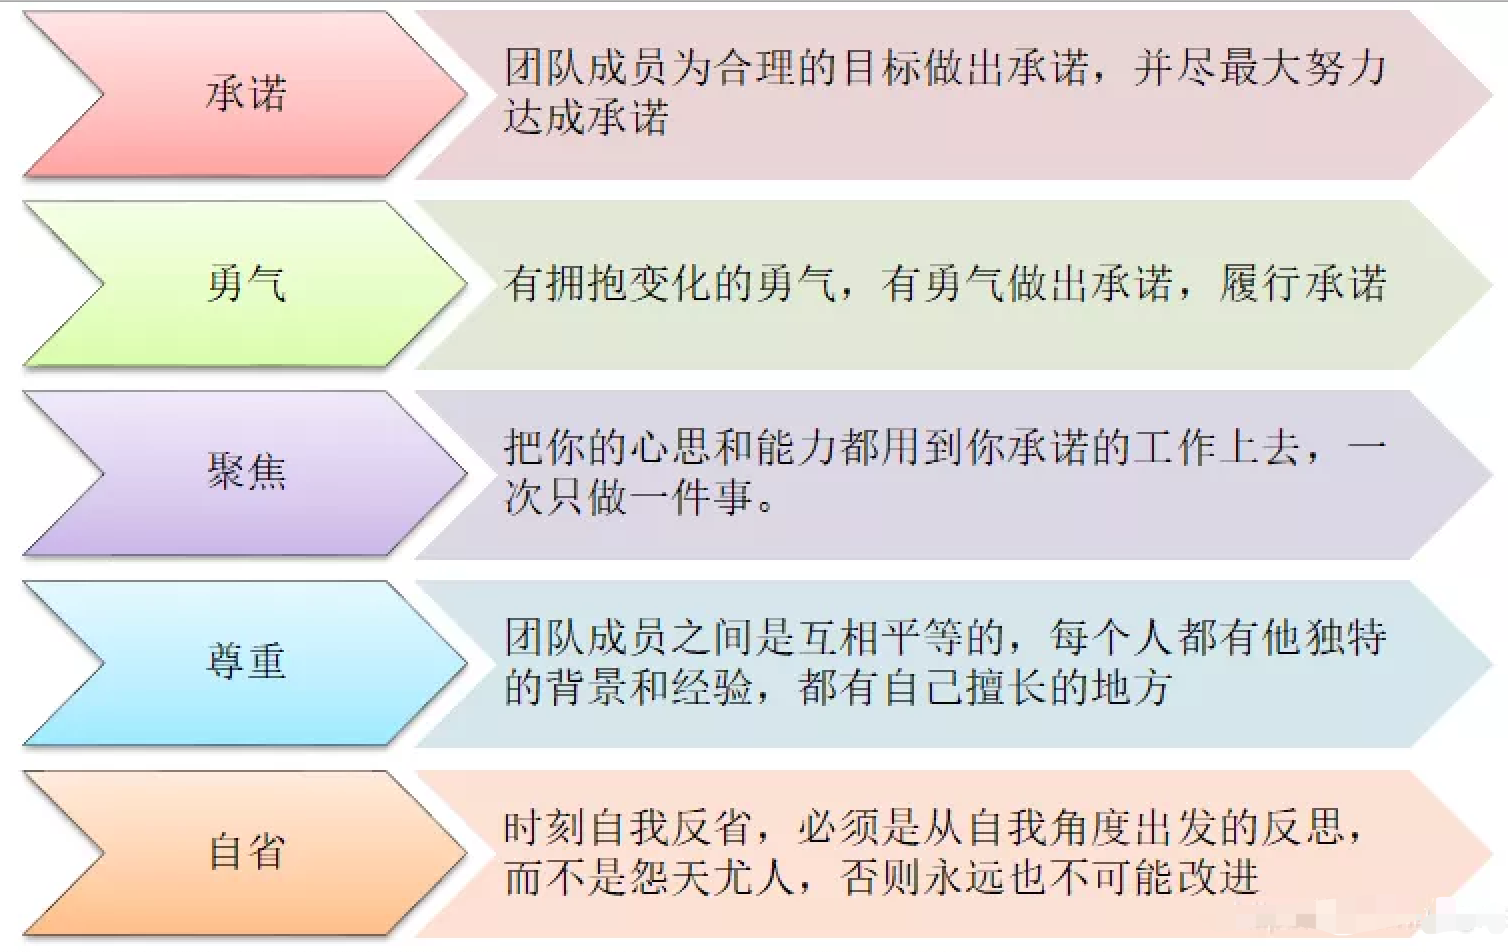 承诺
团队成员为合理的目标做出承诺，并尽最大努力
达成承诺
勇气
有拥抱变化的勇气，有勇气做出承诺，履行承诺
聚焦
把你的心思和能力都用到你承诺的工作上去，一
次只做一件事。
尊重
团队成员之间是互相平等的，每个人都有他独特
的背景和经验，都有自己擅长的地方
自省
时刻自我反省，必须是从自我角度出发的反思，
而不是怨天尤人，否则永远也不可能改进